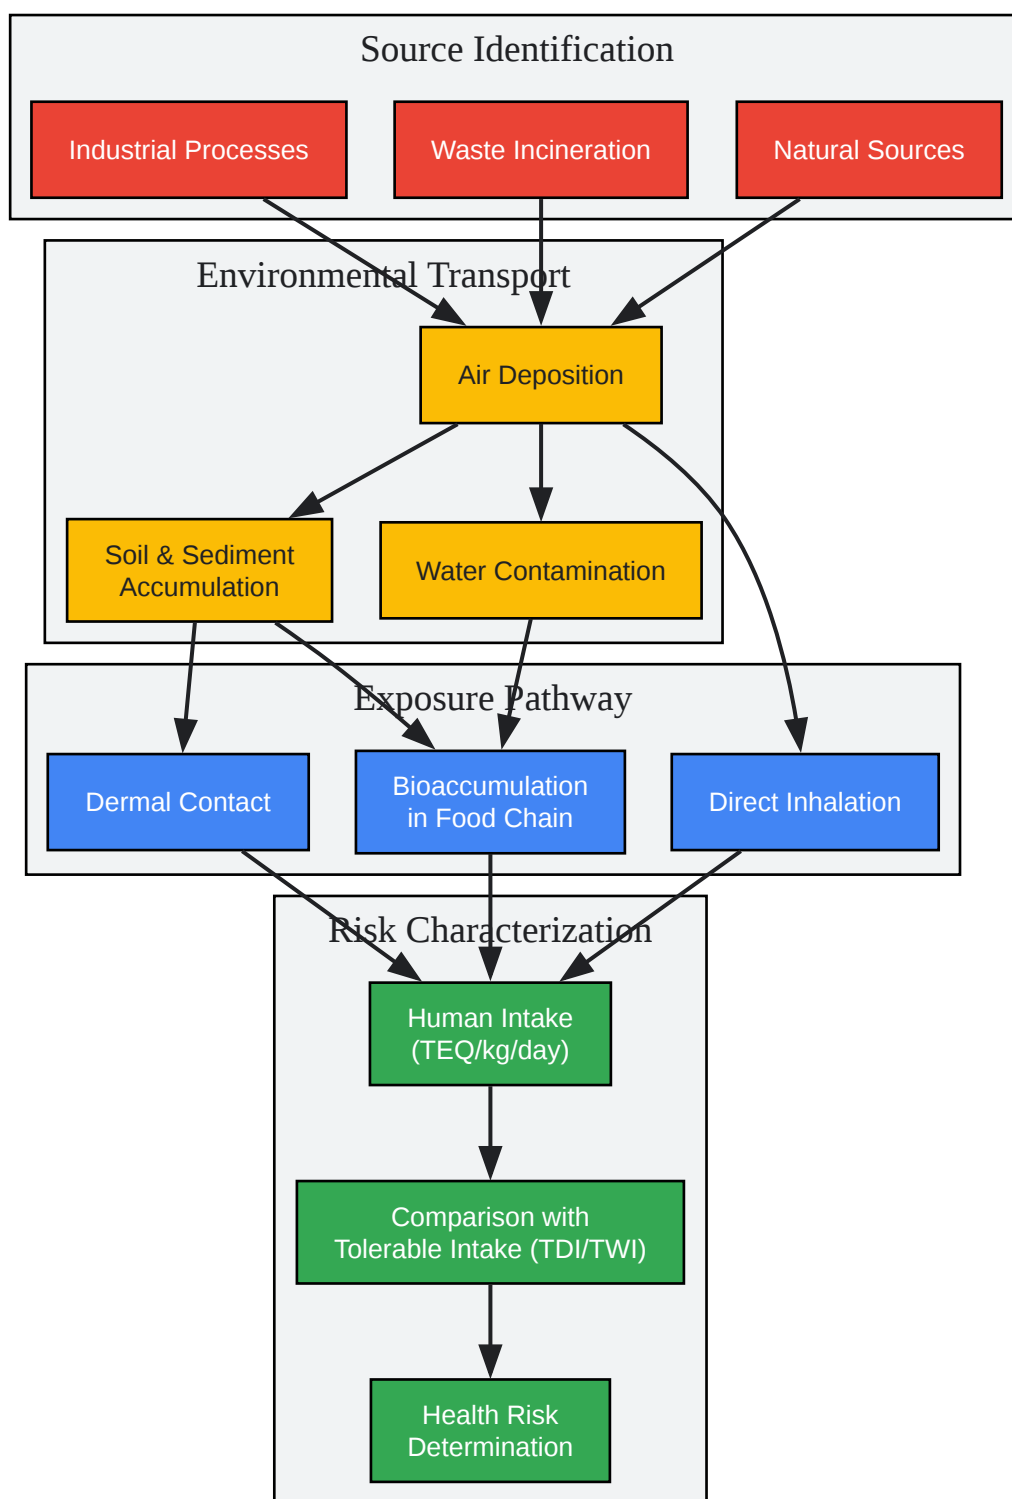 Source Identification
Industrial Processes
Waste Incineration
Natural Sources
Environmental Transport
Air Deposition
Soil & Sediment
Accumulation
Water Contamination
Exposure Pathway
Dermal Contact
Bioaccumulation
in Food Chain
Direct Inhalation
Risk Characterization
Human Intake
(TEQ/kg/day)
Comparison with
Tolerable Intake (TDI/TWI)
Health Risk
Determination